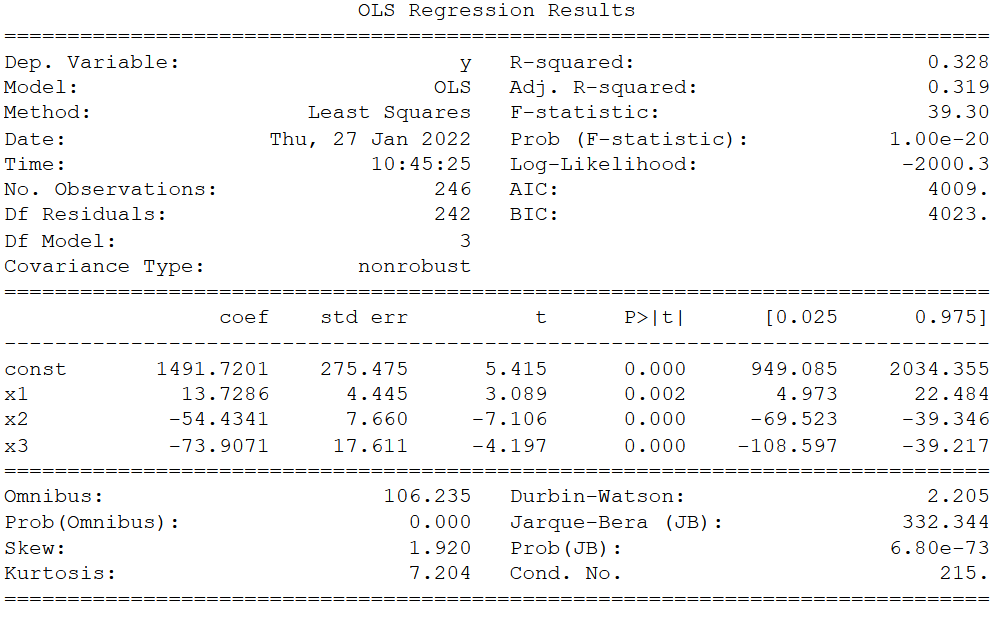 OLS Regression Results
==============================================================================
Dep. Variable:                      y   R-squared:                       0.328
Model:                            OLS   Adj. R-squared:                  0.319
Method:                 Least Squares   F-statistic:                     39.30
Date:                Thu, 27 Jan 2022   Prob (F-statistic):           1.00e-20
Time:                        10:45:25   Log-Likelihood:                -2000.3
No. Observations:                 246   AIC:                             4009.
Df Residuals:                     242   BIC:                             4023.
Df Model:                           3
Covariance Type:            nonrobust
==============================================================================
                 coef    std err          t      P>|t|      [0.025      0.975]
------------------------------------------------------------------------------
const       1491.7201    275.475      5.415      0.000     949.085    2034.355
x1            13.7286      4.445      3.089      0.002       4.973      22.484
x2           -54.4341      7.660     -7.106      0.000     -69.523     -39.346
x3           -73.9071     17.611     -4.197      0.000    -108.597     -39.217
==============================================================================
Omnibus:                      106.235   Durbin-Watson:                   2.205
Prob(Omnibus):                  0.000   Jarque-Bera (JB):              332.344
Skew:                           1.920   Prob(JB):                     6.80e-73
Kurtosis:                       7.204   Cond. No.                         215.
==============================================================================